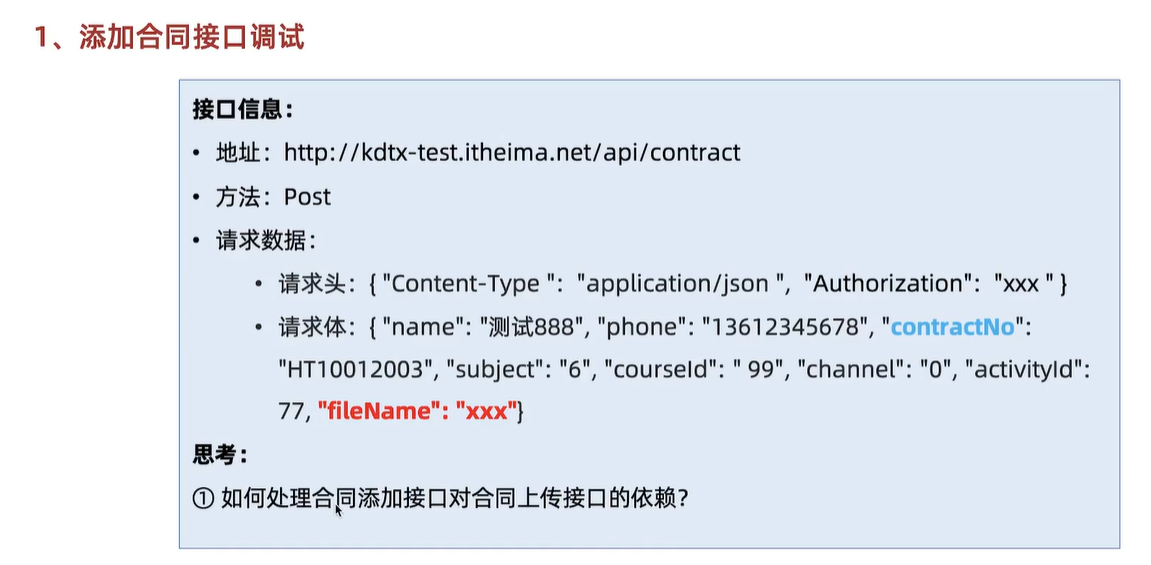 1、添加合同接口调试
接口信息：
• 地址：http://kdtx-test.itheima.net/api/contract
• 方法：Post
• 请求数据：
• 请求头：{ "Content-Type ": "application/json ", "Authorization": "xxx " }
• 请求体：{ "name": "测试888", "phone": "13612345678", "contractNo":
"HT10012003", "subject": "6", "courseId": " 99", "channel": "0", "activityId":
77, "fileName": "xxx"}
思考：
① 如何处理合同添加接口对合同上传接口的依赖？